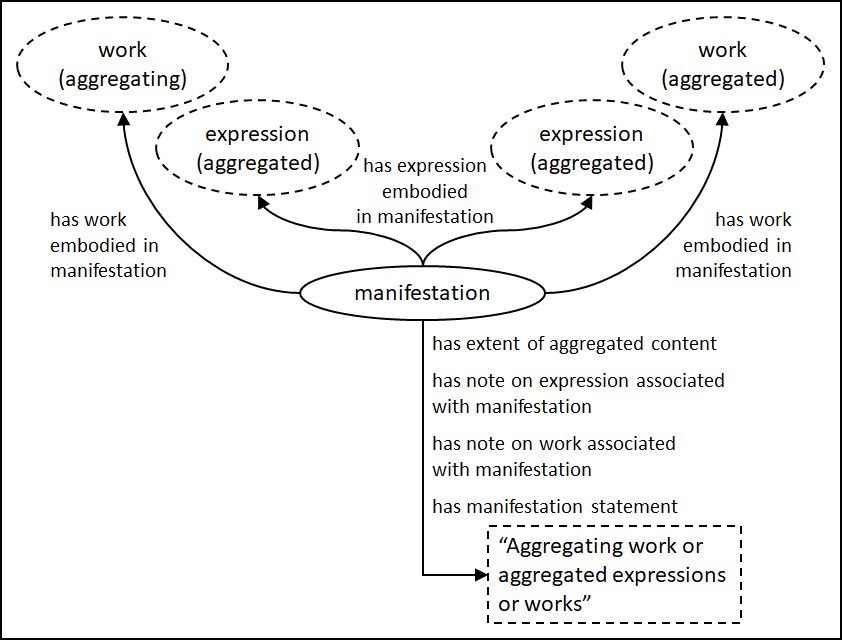 work
(aggregating)
work
(aggregated)
expression
(aggregated)
expression
(aggregated)
has expression
embodied
in manifestation
has work
embodied in
manifestation
has work
embodied in
manifestation
manifestation
has extent of aggregated content
has note on expression associated
with manifestation
has note on work associated
with manifestation
has manifestation statement
“Aggregating work or
aggregated expressions
or works”